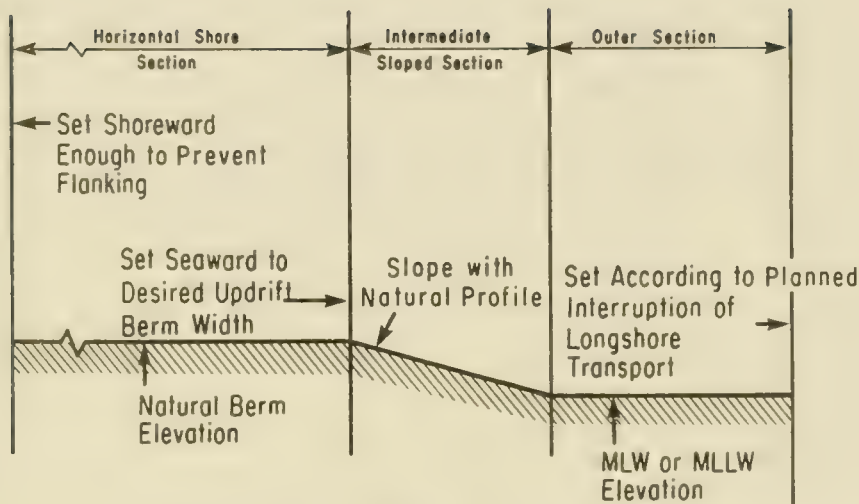 Horizontal Shore
Section
Intermediate
Sloped Section
Outer Section
Set Shoreward
Enough to Prevent
Flanking
Set Seaward to
Desired Updrift
Berm Width
Slope with
Natural Profile
Set According to Planned
Interruption of
Longshore
Transport
Natural Berm
Elevation
MLW or MLLW
Elevation